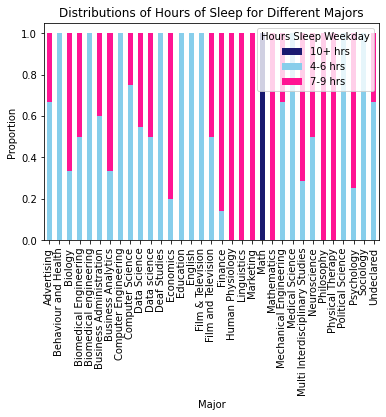 Distributions of Hours of Sleep for Different Majors
Hours Sleep Weekday
10+ hrs
4-6 hrs
7-9 hrs
Proportion
1.0
0.8
0.6
0.4
0.2
0.0
Advertising
Behaviour and Health
Biology
Biomedical Engineering
Biomedical Engineering
Business Administration
Business Analytics
Computer Engineering
Computer Science
Data Science
Data science
Deaf Studies
Economics
Education
English
Film & Television
Film and Television
Finance
Human Physiology
Linguistics
Marketing
Math
Mathematics
Mechanical Engineering
Medical Science
Multi Interdisciplinary Studies
Neuroscience
Philosophy
Physical Therapy
Political Science
Psychology
Sociology
Undeclared
Major